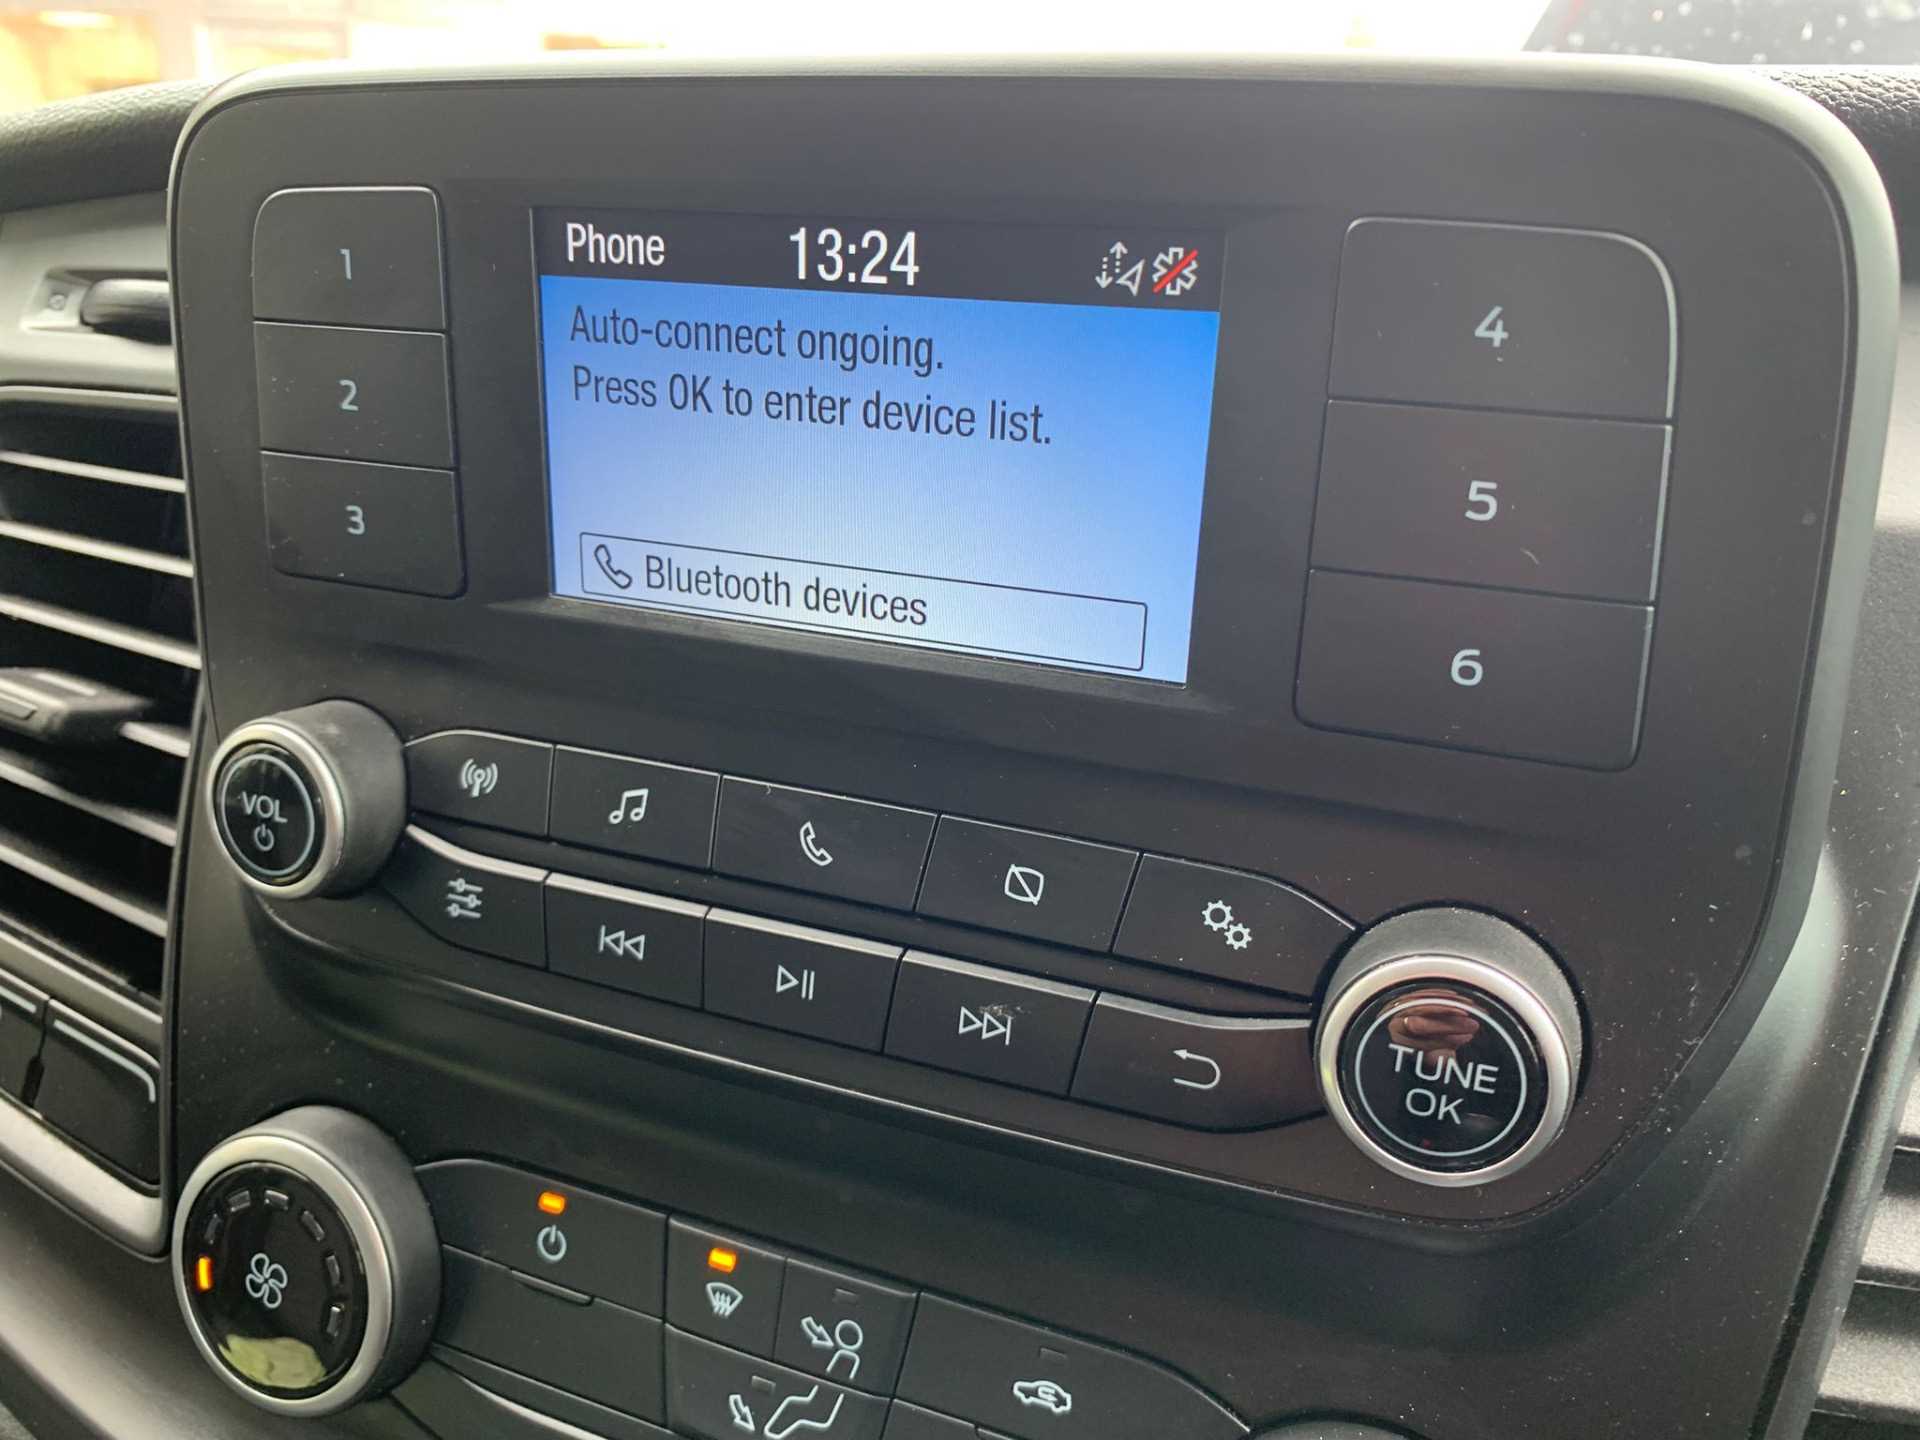 Phone 13:24
Auto-connect ongoing.
Press OK to enter device list.
Bluetooth devices
1
2
3
4
5
6
VOL
TUNE
OK